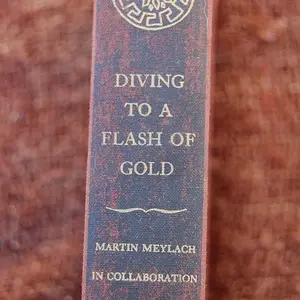 DIVING
TO A
FLASH OF
GOLD
MARTIN MEYLACH
IN COLLABORATION